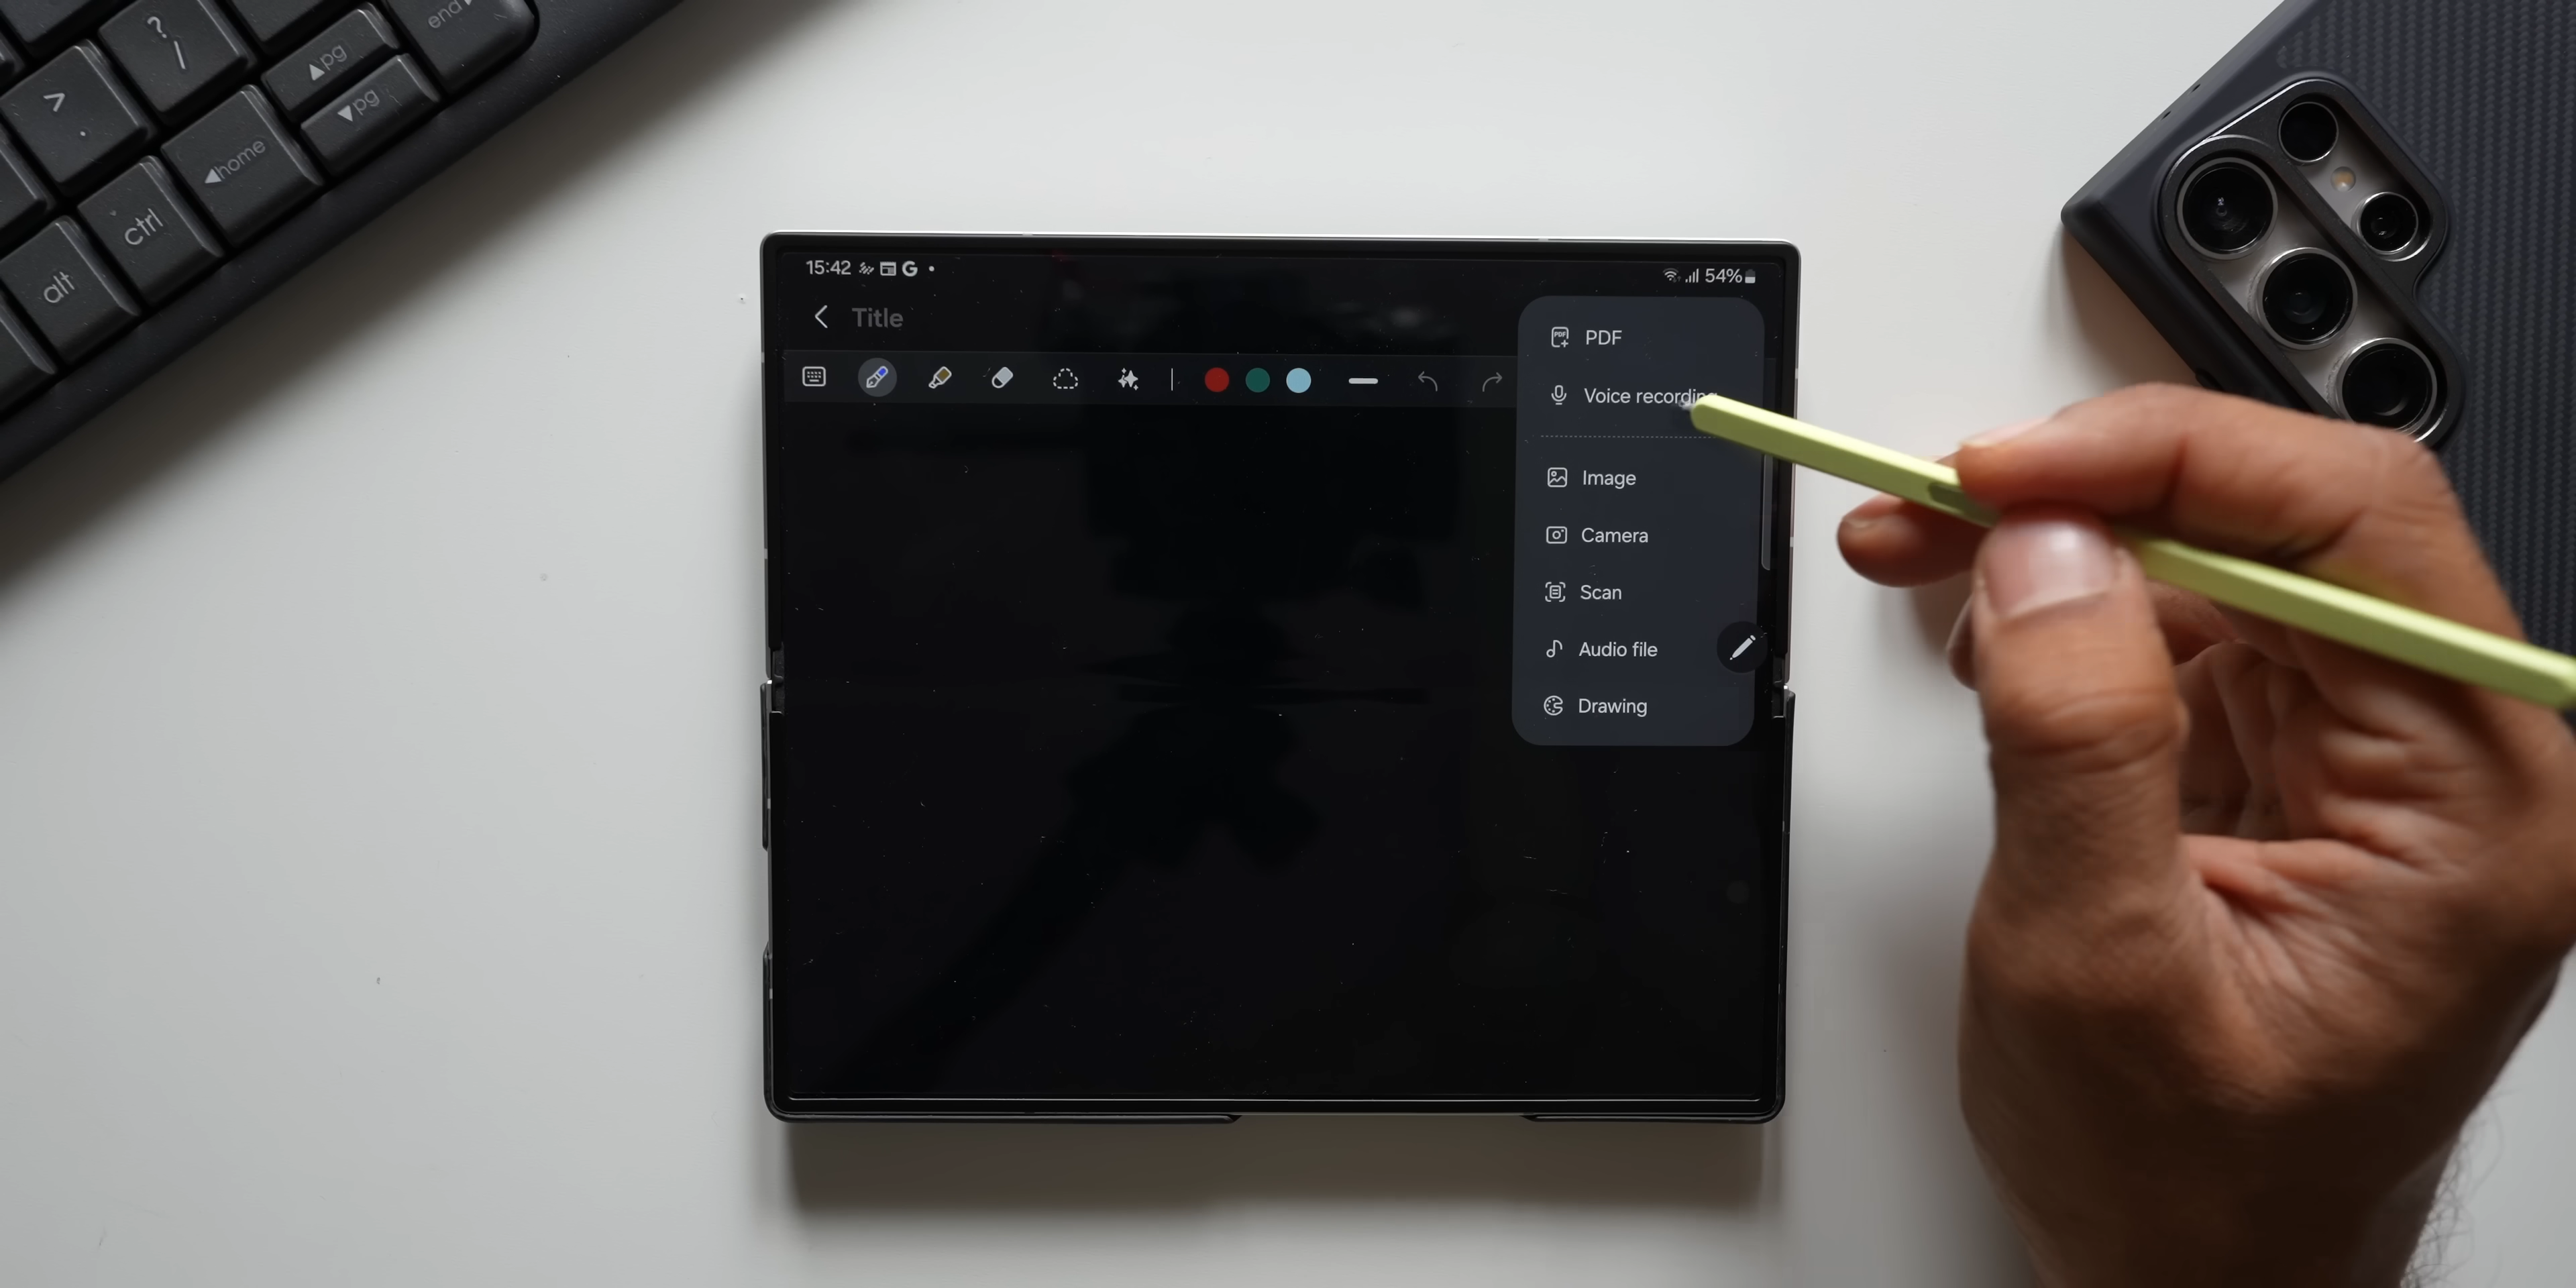 end
?
/
▲pg
>
.
▼pg
◀home
ctrl
alt
15:42 G
54%
Title
PDF
Voice recording
Image
Camera
Scan
Audio file
Drawing